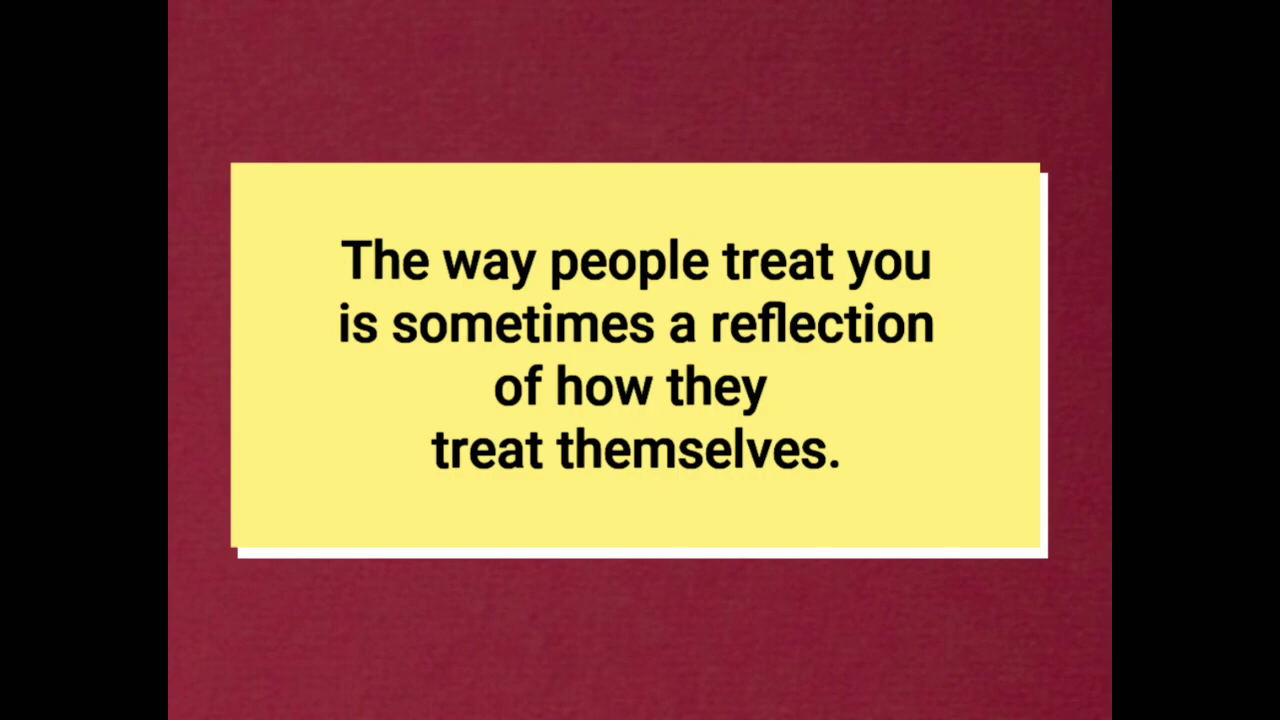 The way people treat you
is sometimes a reflection
of how they
treat themselves.